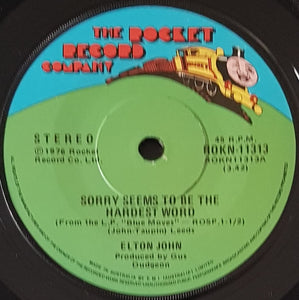 THE ROCKET
RECORD
COMPANY
STEREO
45 R.P.M.
℗ 1976 Rocket
Record Co. Ltd.
ROKN-11313
ROKN11313A
(3.42)
SORRY SEEMS TO BE THE
HARDEST WORD
(From the L.P. "Blue Moves" — ROSP.1-1/2)
(John-Taupin) Leeds
ELTON JOHN
Produced by Gus
Dudgeon